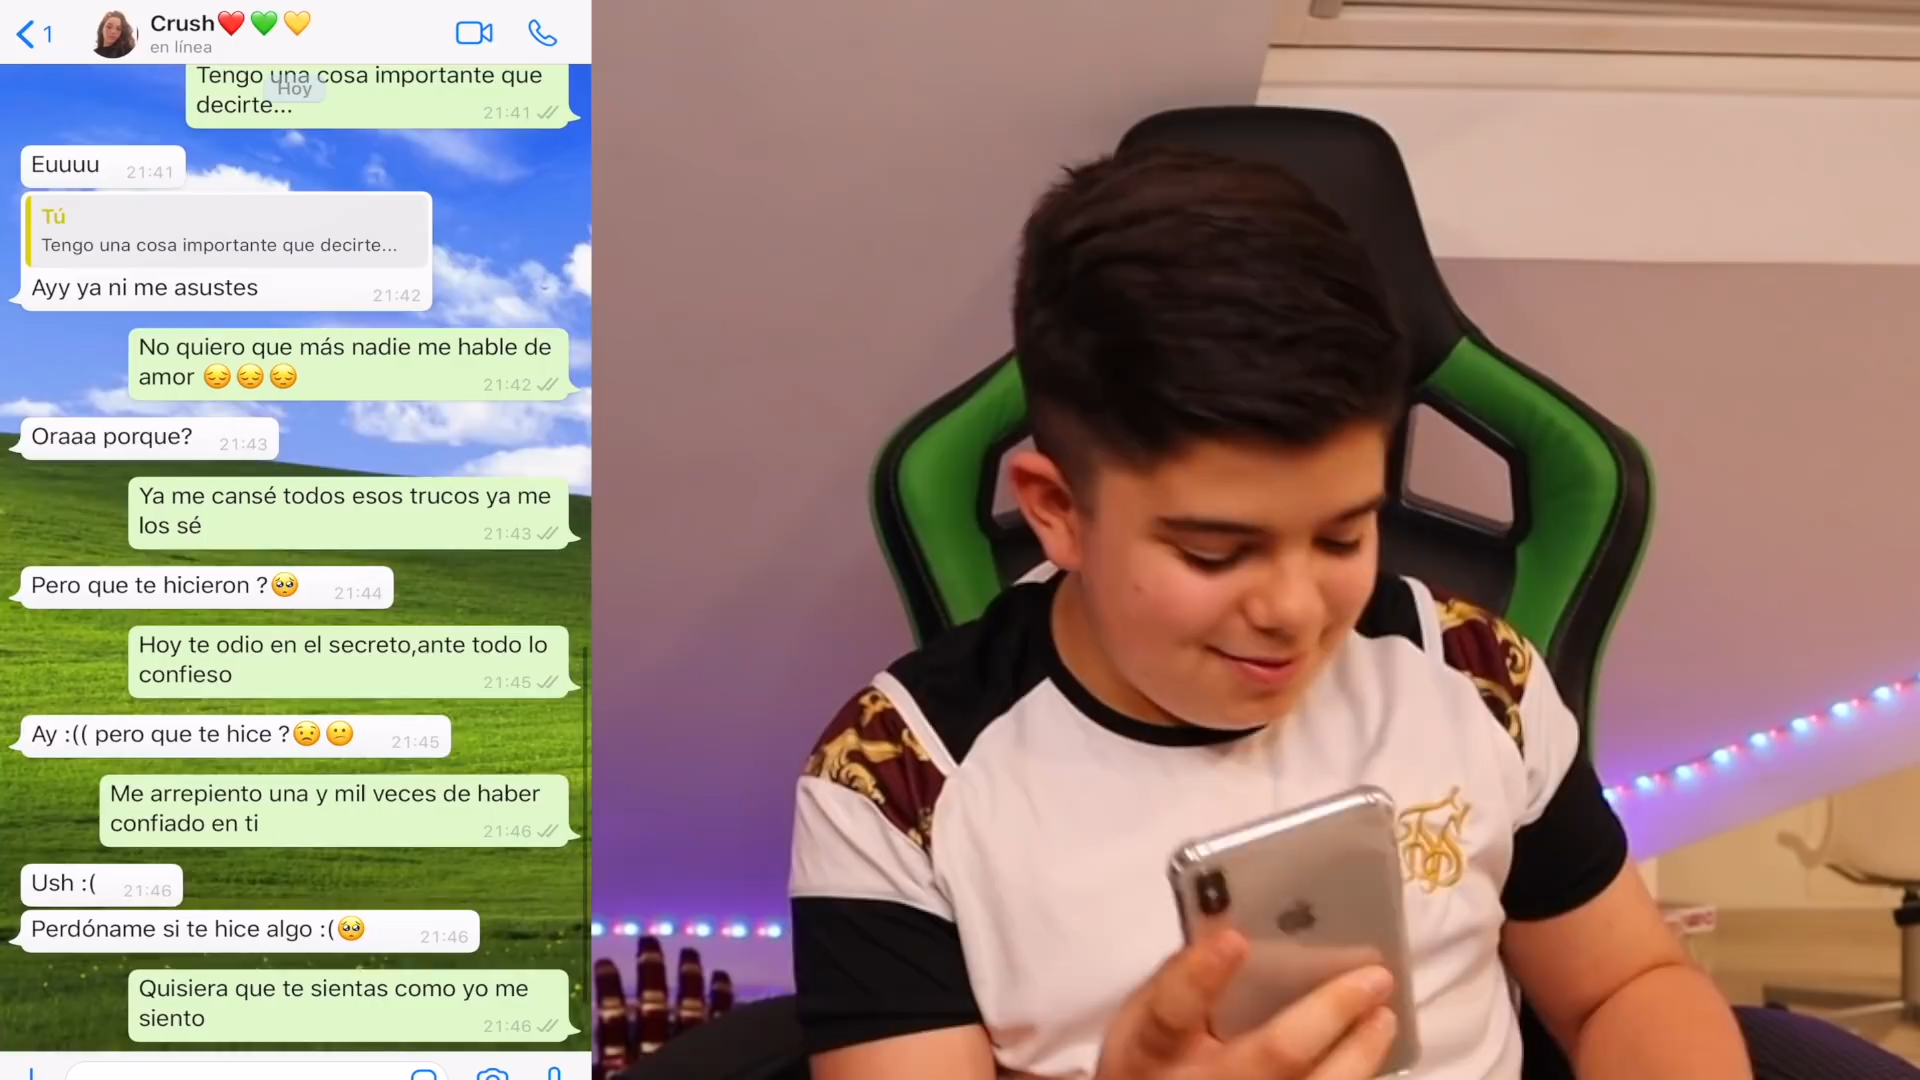 1
Crush❤️💚💛
en línea
Tengo una cosa importante que
decirte...
21:41
Hoy
Euuuu
21:41
Tú
Tengo una cosa importante que decirte...
Ayy ya ni me asustes
21:42
No quiero que más nadie me hable de
amor 😔😔😔
21:42
Oraaa porque?
21:43
Ya me cansé todos esos trucos ya me
los sé
21:43
Pero que te hicieron ?🥺
21:44
Hoy te odio en el secreto,ante todo lo
confieso
21:45
Ay :(( pero que te hice ?😟😕
21:45
Me arrepiento una y mil veces de haber
confiado en ti
21:46
Ush :(
21:46
Perdóname si te hice algo :(🥺
21:46
Quisiera que te sientas como yo me
siento
21:46